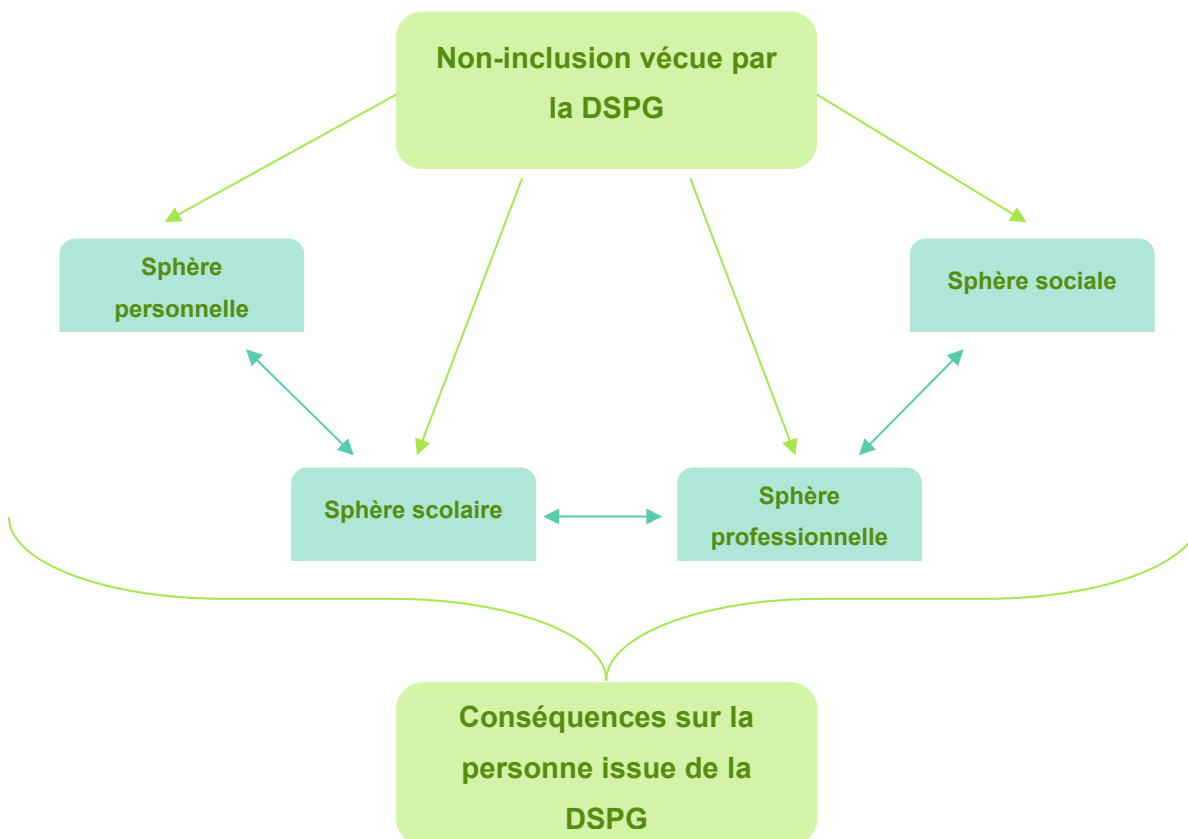 Non-inclusion vécue par
la DSPG
Sphère
personnelle
Sphère sociale
Sphère scolaire
Sphère
professionnelle
Conséquences sur la
personne issue de la
DSPG